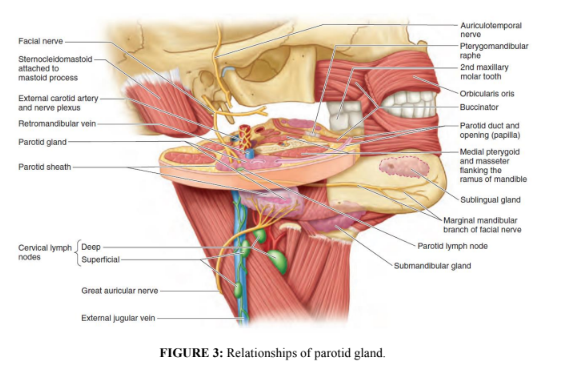 Facial nerve
Sternocleidomastoid
attached to
mastoid process
External carotid artery
and nerve plexus
Retromandibular vein
Parotid gland
Parotid sheath
Cervical lymph
nodes
Deep
Superficial
Great auricular nerve
External jugular vein
Auriculotemporal
nerve
Pterygomandibular
raphe
2nd maxillary
molar tooth
Orbicularis oris
Buccinator
Parotid duct and
opening (papilla)
Medial pterygoid
and masseter
flanking the
ramus of mandible
Sublingual gland
Marginal mandibular
branch of facial nerve
Parotid lymph node
Submandibular gland
FIGURE 3: Relationships of parotid gland.